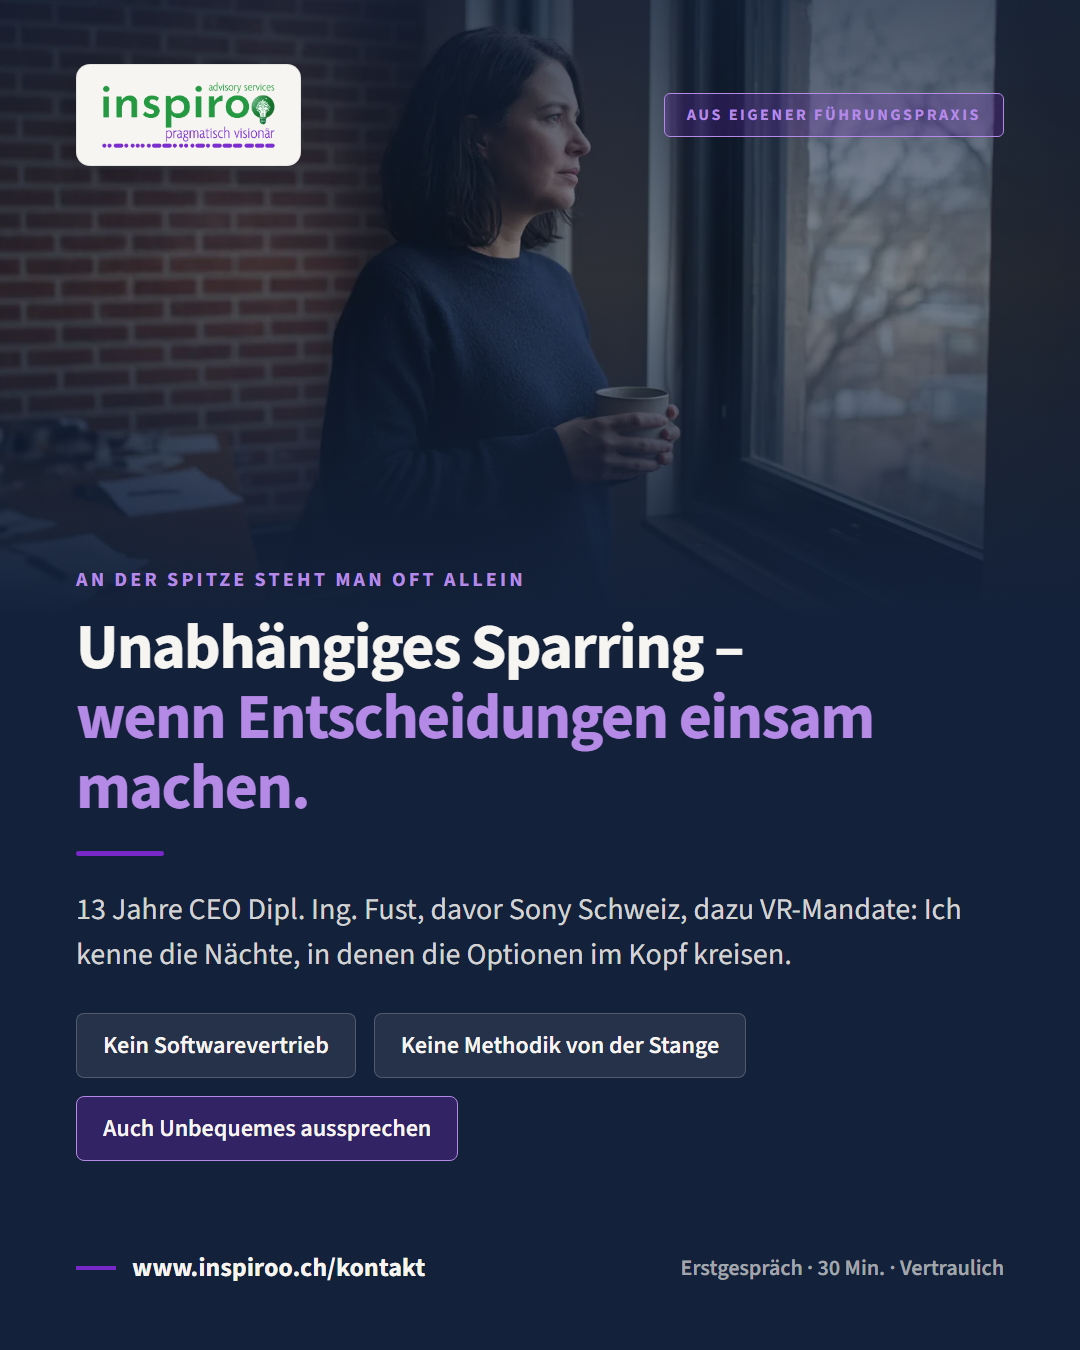 advisory services
inspiroo
pragmatisch visionär
AUS EIGENER FÜHRUNGSPRAXIS
AN DER SPITZE STEHT MAN OFT ALLEIN
Unabhängiges Sparring –
wenn Entscheidungen einsam
machen.
13 Jahre CEO Dipl. Ing. Fust, davor Sony Schweiz, dazu VR-Mandate: Ich
kenne die Nächte, in denen die Optionen im Kopf kreisen.
Kein Softwarevertrieb
Keine Methodik von der Stange
Auch Unbequemes aussprechen
www.inspiroo.ch/kontakt
Erstgespräch · 30 Min. · Vertraulich